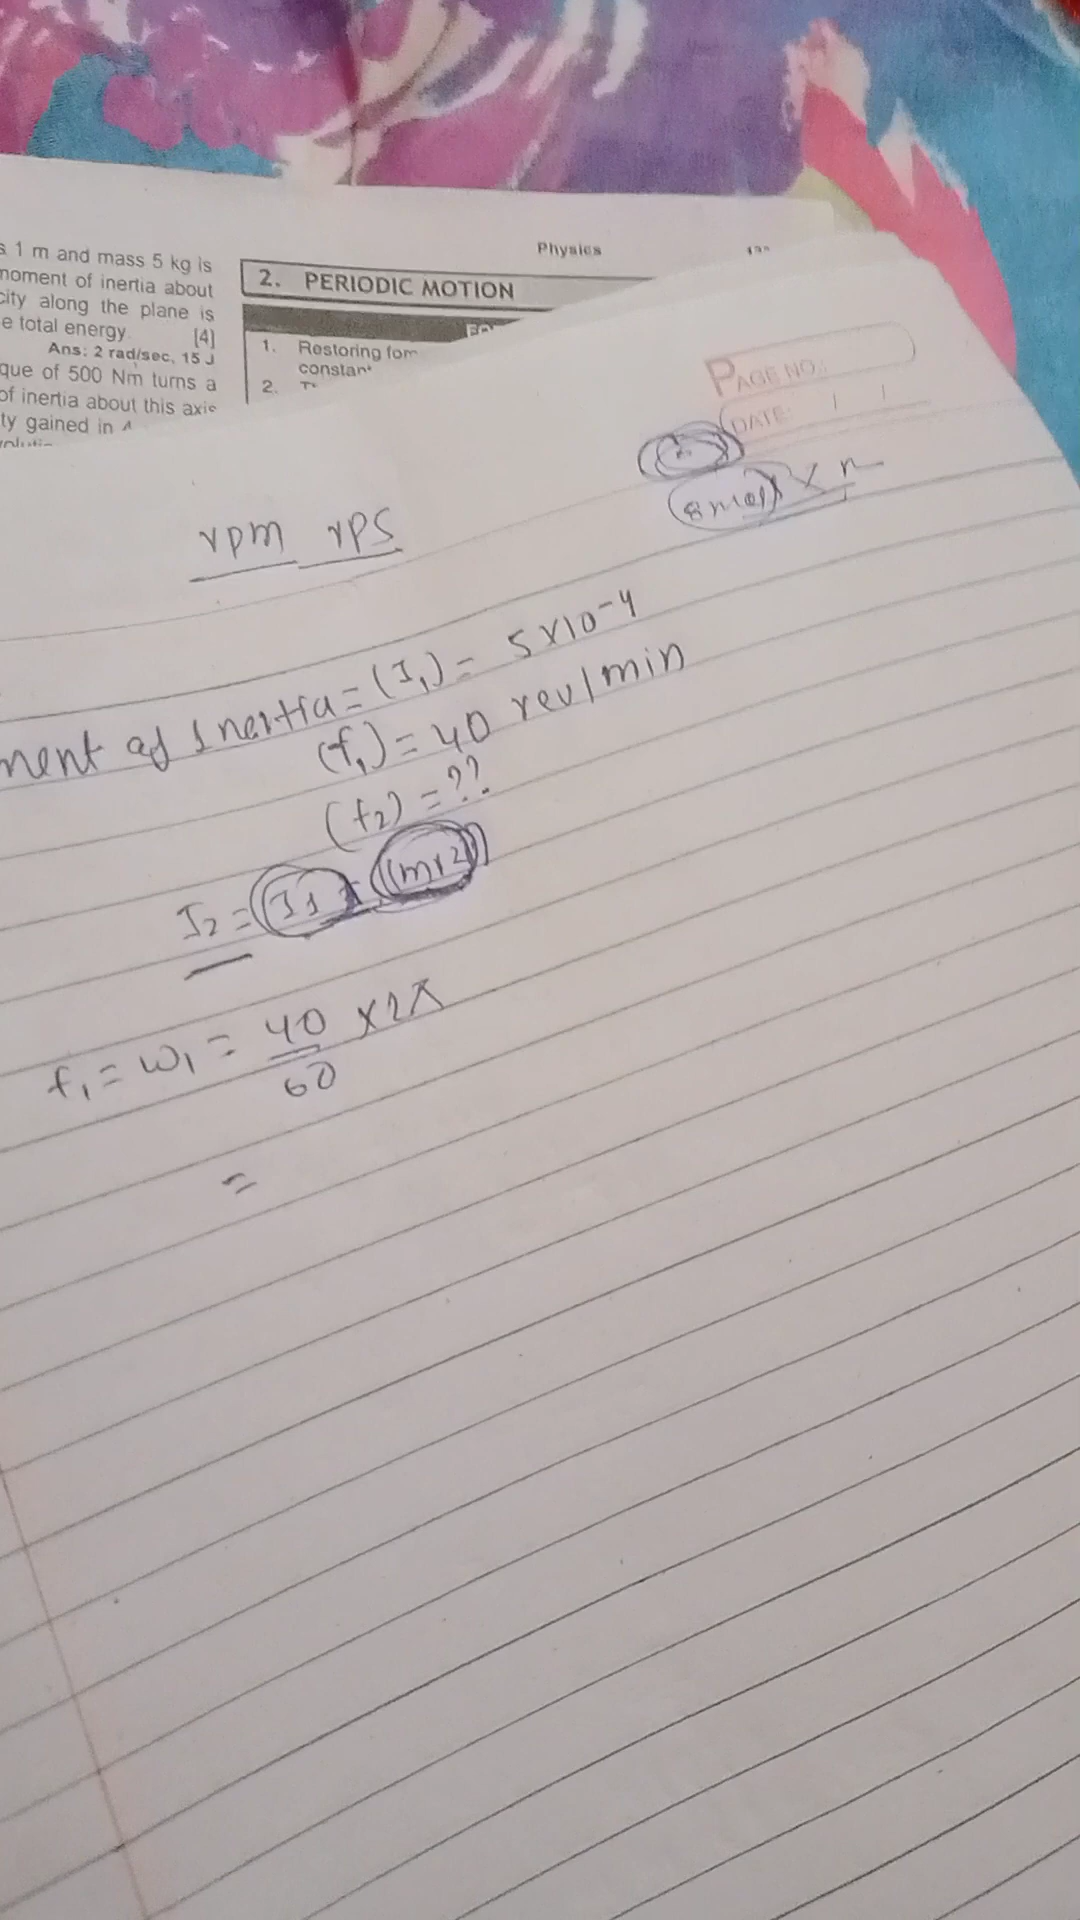 s 1 m and mass 5 kg is
moment of inertia about
city along the plane is
e total energy. [4]
Ans: 2 rad/sec, 15 J
que of 500 Nm turns a
of inertia about this axis
ty gained in
Physics
2. PERIODIC MOTION
1. Restoring for
constan
2.
PAGE NO.:
DATE: / /
rpm rps
ment of Inertia = (I₁) = 5x10⁻⁴
(f₁) = 40 rev/min
(f₂) = ??
I₂ = (I₁ + (mr2))
f₁ = ω₁ = 40/60 x2π
=